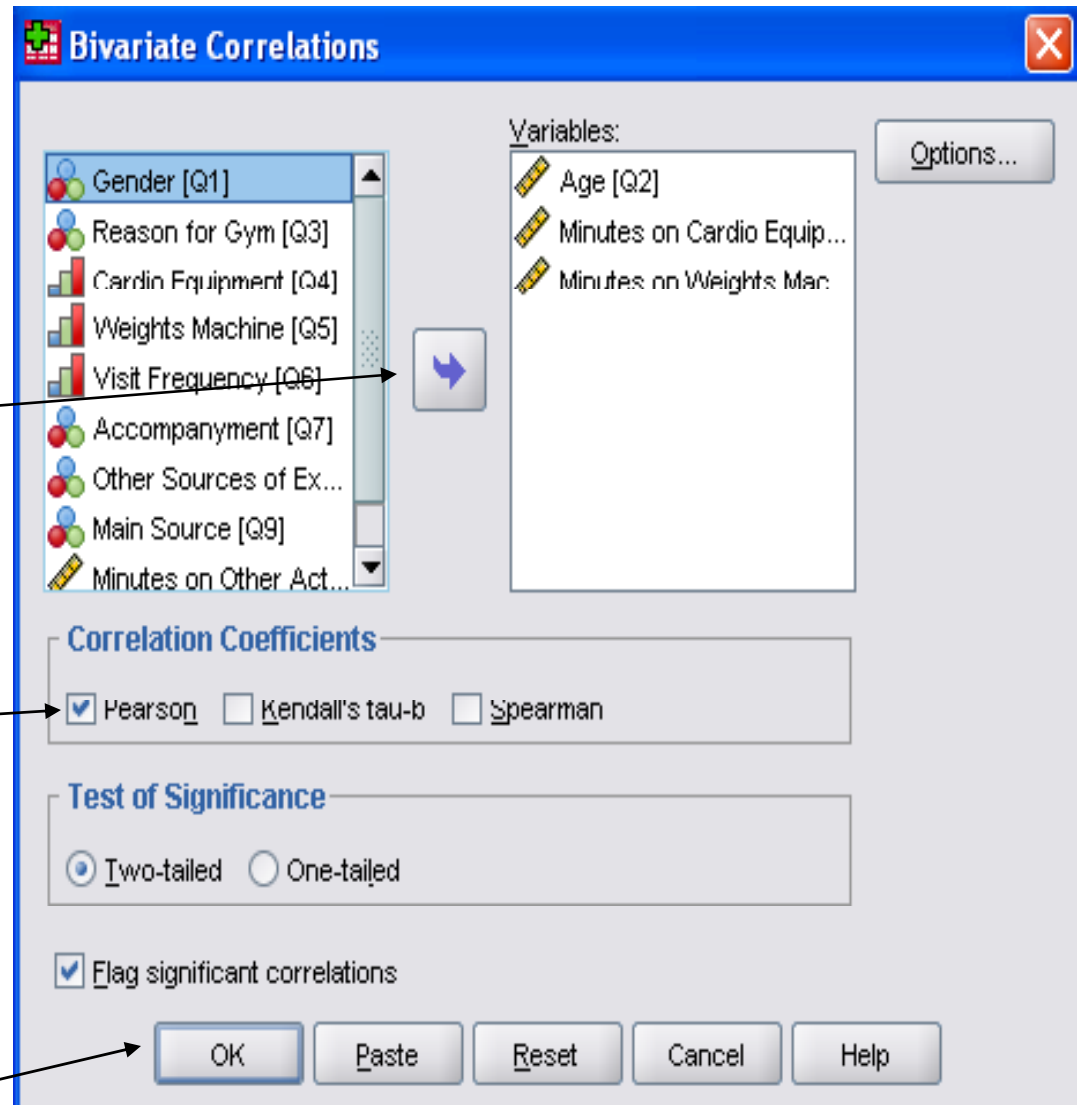 Bivariate Correlations
Variables:
Options...
Gender [Q1]
Reason for Gym [Q3]
Cardio Equipment [Q4]
Weights Machine [Q5]
Visit Frequency [Q6]
Accompanyment [Q7]
Other Sources of Ex...
Main Source [Q9]
Minutes on Other Act...
Age [Q2]
Minutes on Cardio Equip...
Minutes on Weights Mac
Correlation Coefficients
Pearson Kendall's tau-b Spearman
Test of Significance
Two-tailed One-tailed
Flag significant correlations
OK Paste Reset Cancel Help